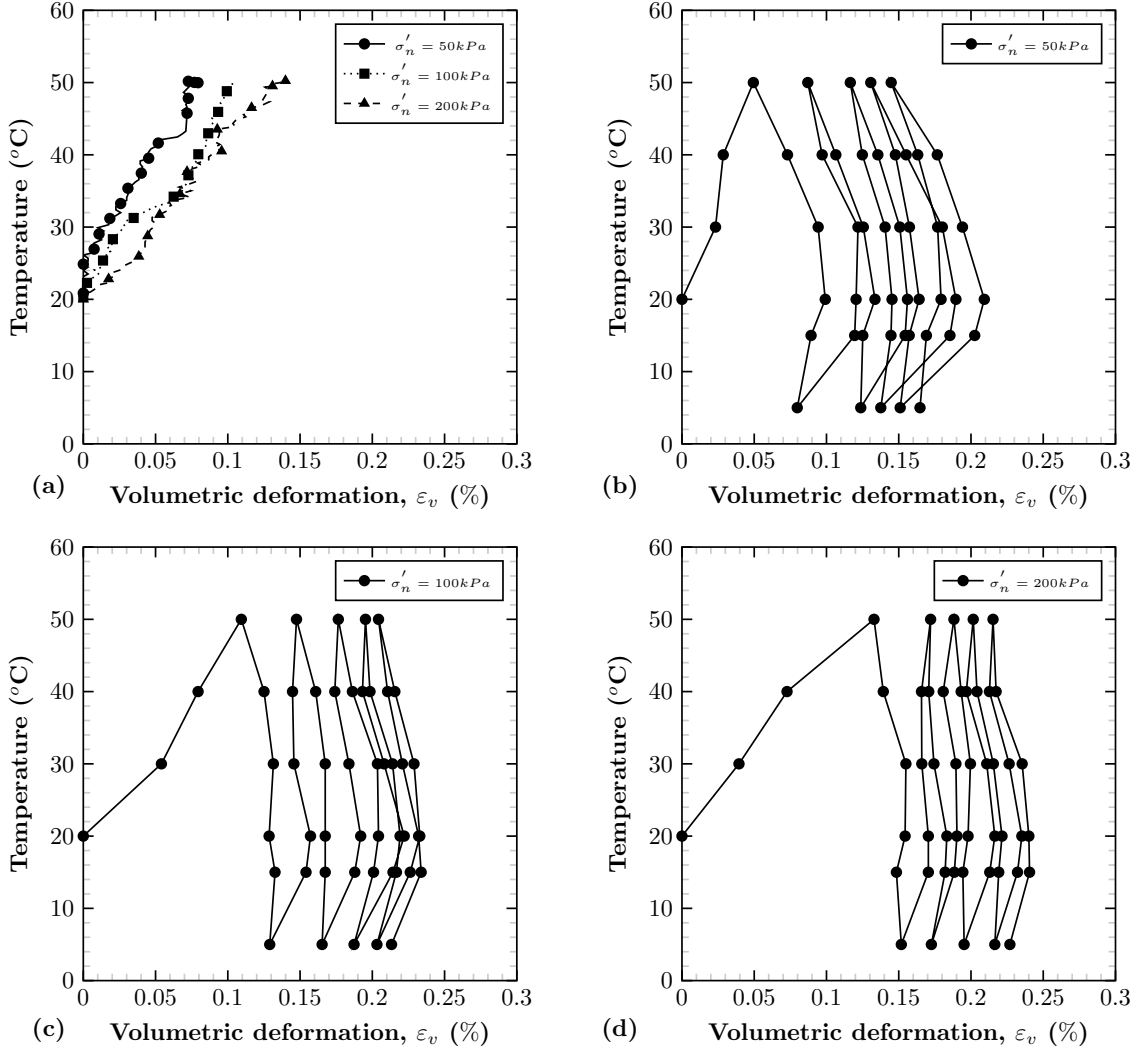 60
50
40
30
20
10
0
Temperature (°C)
σ′n = 50kPa
σ′n = 100kPa
σ′n = 200kPa
0 0.05 0.1 0.15 0.2 0.25 0.3
(a) Volumetric deformation, εv (%)
60
50
40
30
20
10
0
Temperature (°C)
σ′n = 50kPa
0 0.05 0.1 0.15 0.2 0.25 0.3
(b) Volumetric deformation, εv (%)
60
50
40
30
20
10
0
Temperature (°C)
σ′n = 100kPa
0 0.05 0.1 0.15 0.2 0.25 0.3
(c) Volumetric deformation, εv (%)
60
50
40
30
20
10
0
Temperature (°C)
σ′n = 200kPa
0 0.05 0.1 0.15 0.2 0.25 0.3
(d) Volumetric deformation, εv (%)